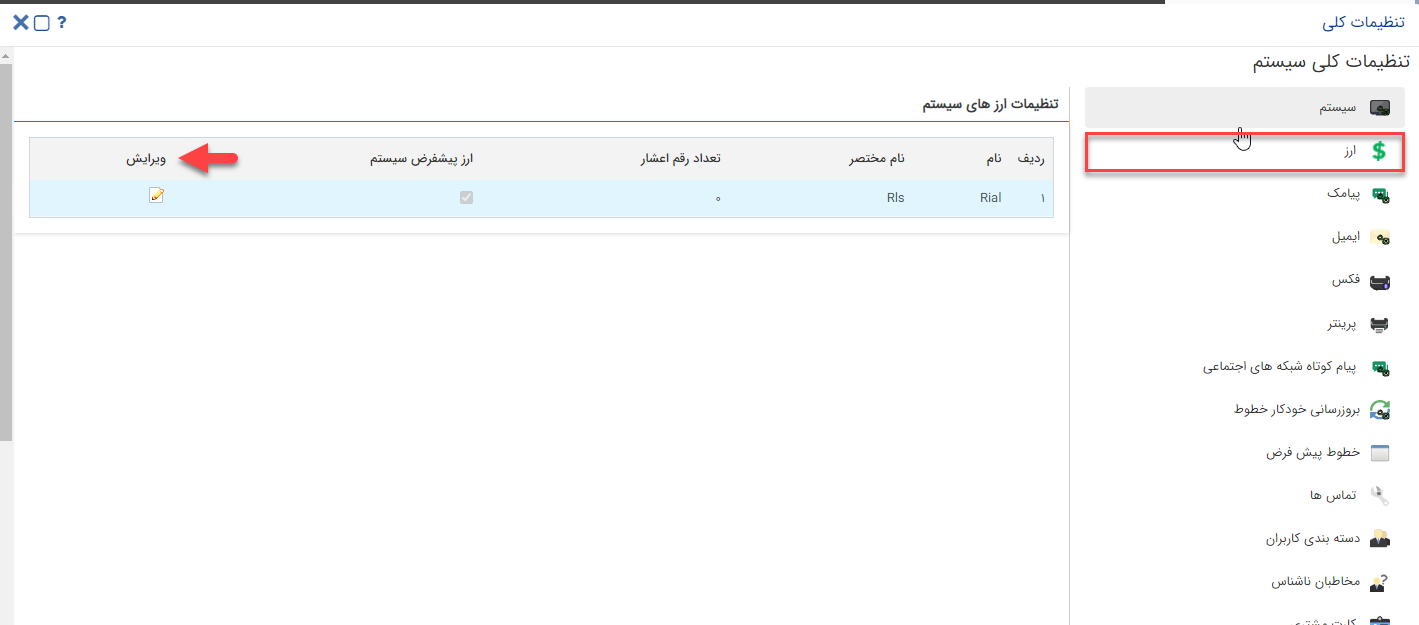 تنظیمات کلی
?
تنظیمات کلی سیستم
سیستم
ارز
پیامک
ایمیل
فکس
پرینتر
پیام کوتاه شبکه های اجتماعی
بروزرسانی خودکار خطوط
خطوط پیش فرض
تماس ها
دسته بندی کاربران
مخاطبان ناشناس
کارت مشتری
تنظیمات ارز های سیستم
ردیف نام نام مختصر تعداد رقم اعشار ارز پیشفرض سیستم ویرایش
۱ Rial Rls ۰